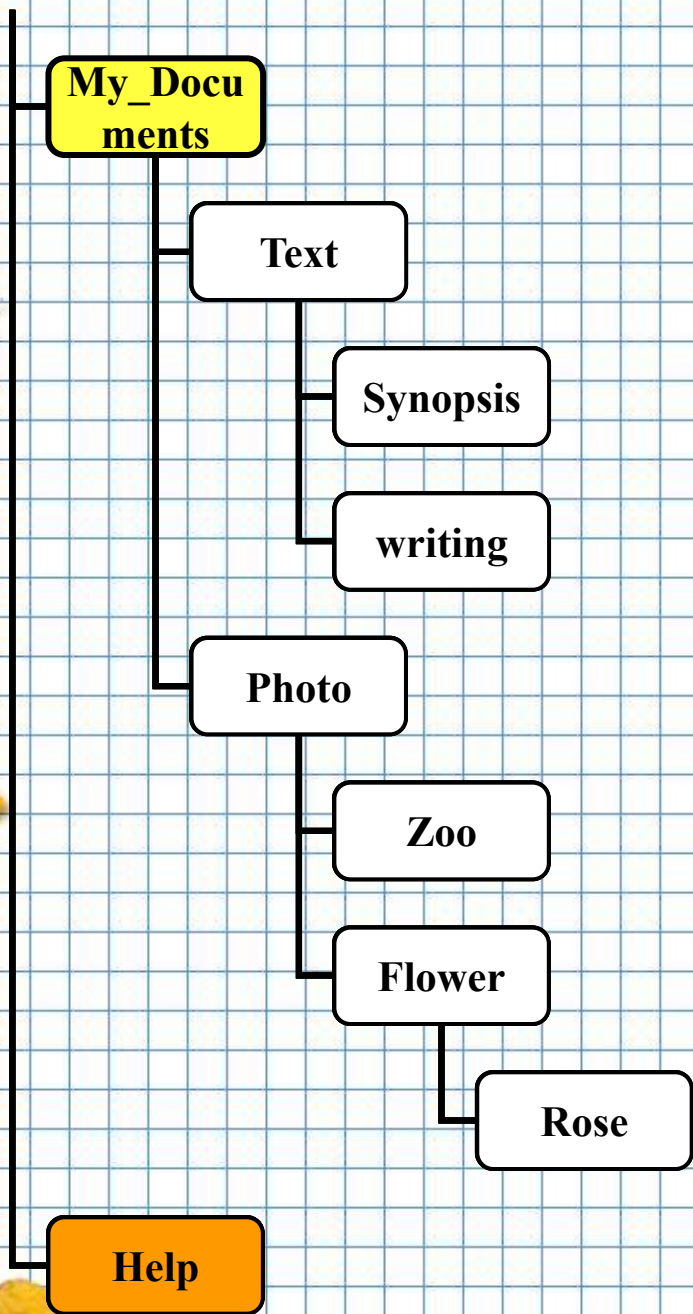 My_Docu
ments
Text
Synopsis
writing
Photo
Zoo
Flower
Rose
Help